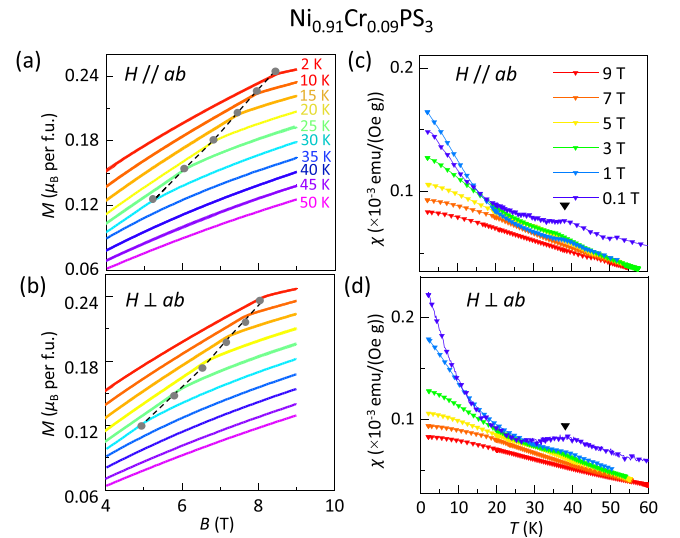 Ni₀.₉₁Cr₀.₀₉PS₃
(a)
H // ab
0.24
0.18
0.12
0.06
M (μB per f.u.)
2 K
10 K
15 K
20 K
25 K
30 K
35 K
40 K
45 K
50 K
(b)
H ⊥ ab
0.24
0.18
0.12
0.06
M (μB per f.u.)
4
6
8
10
B (T)
(c)
H // ab
0.2
0.1
χ (×10⁻³ emu/(Oe g)
9 T
7 T
5 T
3 T
1 T
0.1 T
(d)
H ⊥ ab
0.2
0.1
χ (×10⁻³ emu/(Oe g)
0
10
20
30
40
50
60
T (K)